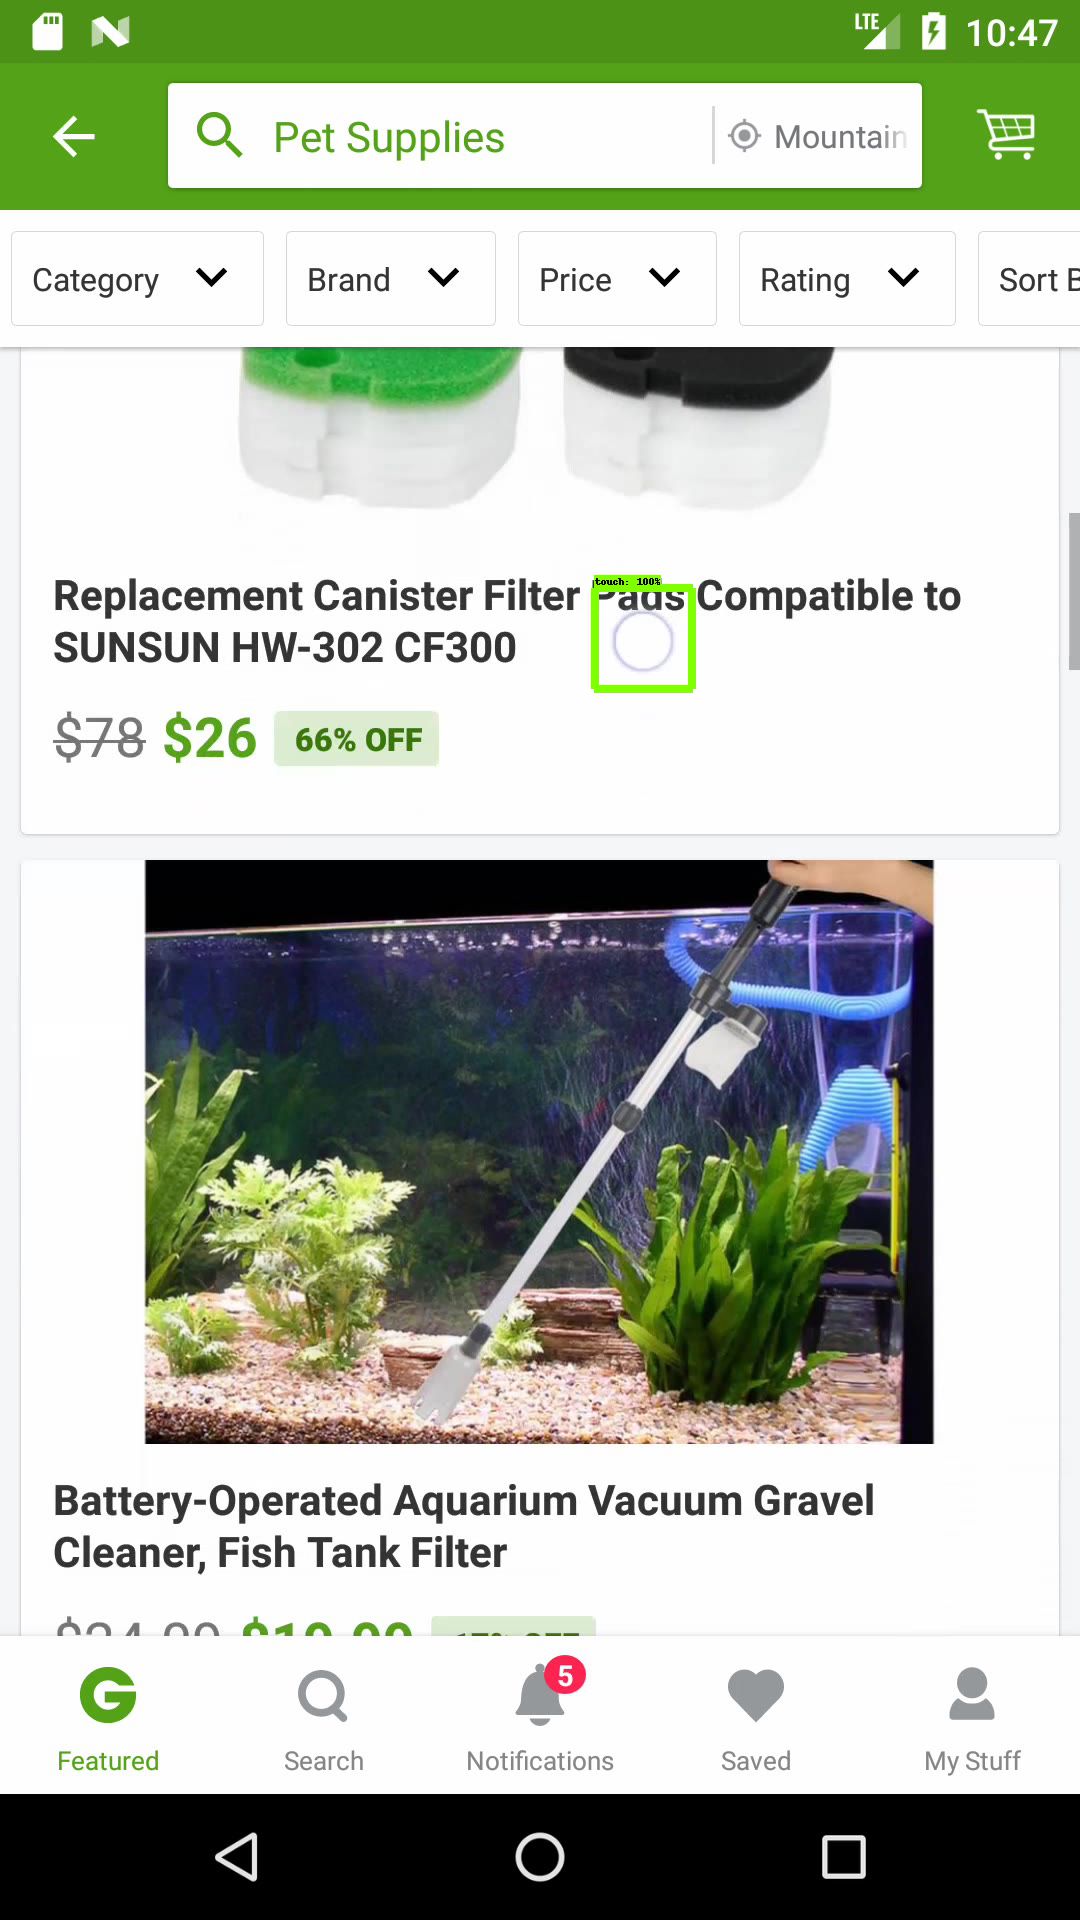 LTE 10:47
Pet Supplies Mountain
Category Brand Price Rating Sort B
Replacement Canister Filter Pads Compatible to
touch: 100%
SUNSUN HW-302 CF300
$78 $26 66% OFF
Battery-Operated Aquarium Vacuum Gravel
Cleaner, Fish Tank Filter
5
Featured Search Notifications Saved My Stuff